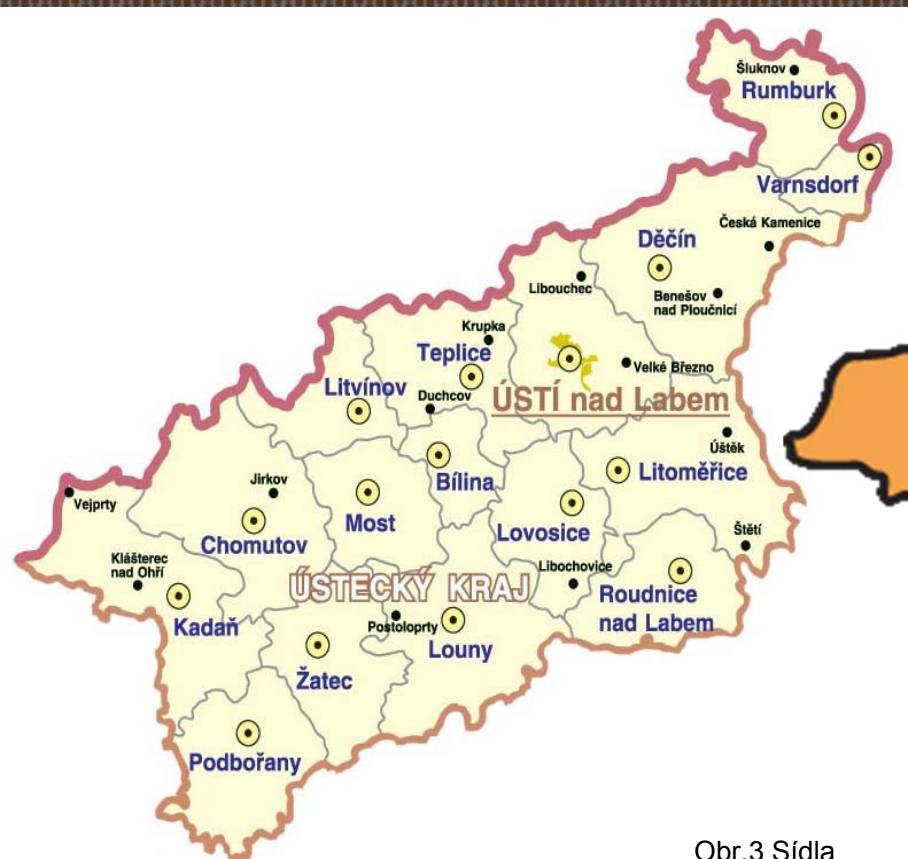 Šluknov
Rumburk
Varnsdorf
Česká Kamenice
Děčín
Libouchec
Benešov
nad Ploučnicí
Krupka
Teplice
Velké Březno
Litvínov
Duchcov
ÚSTÍ nad Labem
Úštěk
Bílina
Litoměřice
Jirkov
Vejprty
Most
Lovosice
Chomutov
Štětí
Klášterec
nad Ohří
Libochovice
ÚSTECKÝ KRAJ
Roudnice
nad Labem
Kadaň
Postoloprty
Louny
Žatec
Podbořany
Obr.3 Sídla